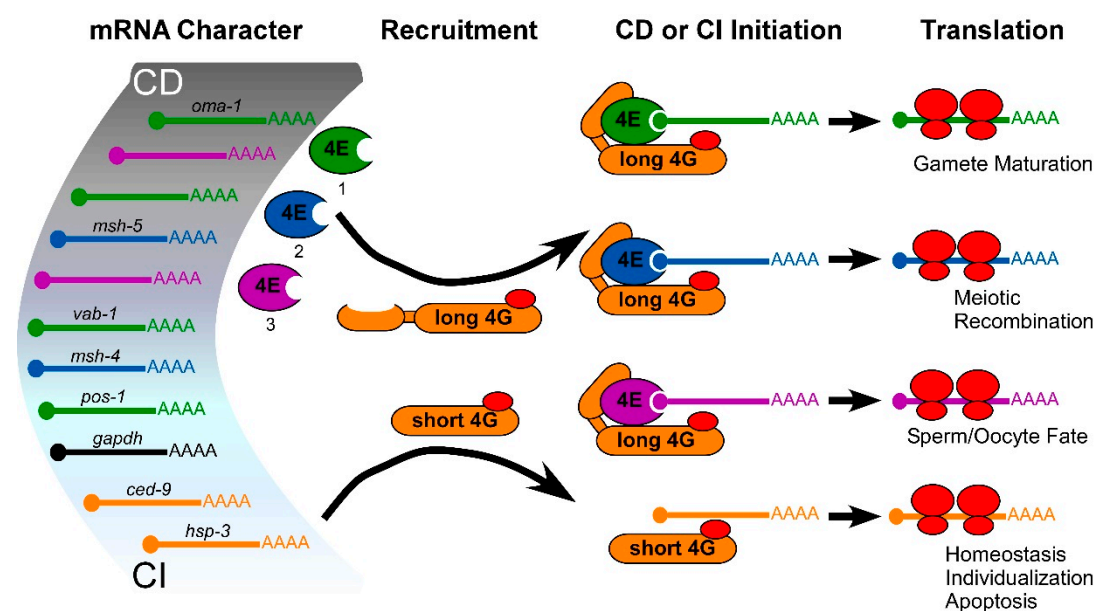 mRNA Character
Recruitment
CD or CI Initiation
Translation
CD
oma-1
AAAA
AAAA
AAAA
msh-5
AAAA
AAAA
vab-1
AAAA
msh-4
AAAA
pos-1
AAAA
gapdh
AAAA
ced-9
AAAA
hsp-3
AAAA
CI
4E
1
4E
2
4E
3
long 4G
short 4G
4E
AAAA
long 4G
4E
AAAA
long 4G
4E
AAAA
long 4G
AAAA
short 4G
AAAA
Gamete Maturation
AAAA
Meiotic
Recombination
AAAA
Sperm/Oocyte Fate
AAAA
Homeostasis
Individualization
Apoptosis